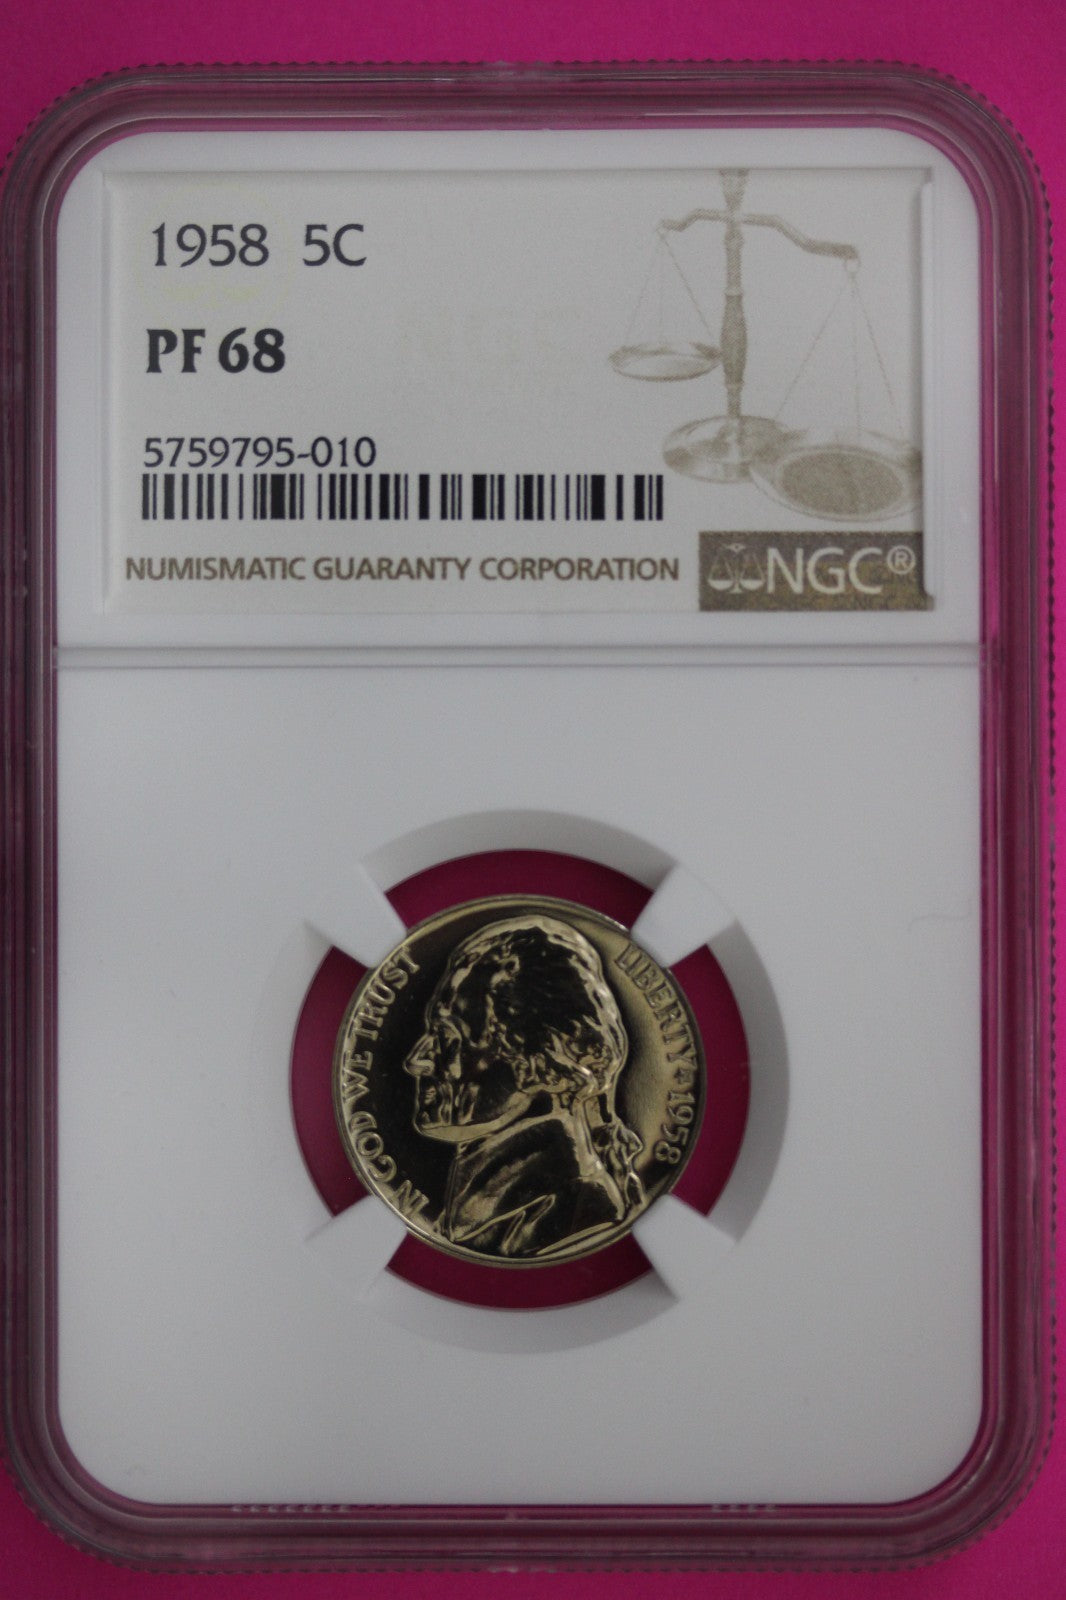 1958 5C
PF 68
5759795-010
NUMISMATIC GUARANTY CORPORATION
NGC®
IN GOD WE TRUST
LIBERTY ★ 1958